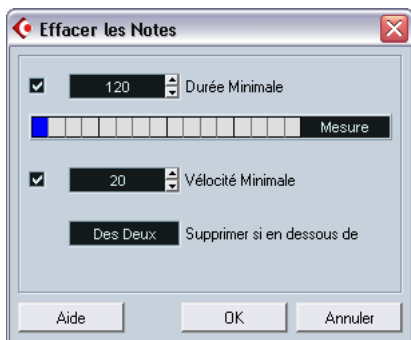 Effacer les Notes
120 Durée Minimale
Mesure
20 Vélocité Minimale
Des Deux Supprimer si en dessous de
Aide OK Annuler